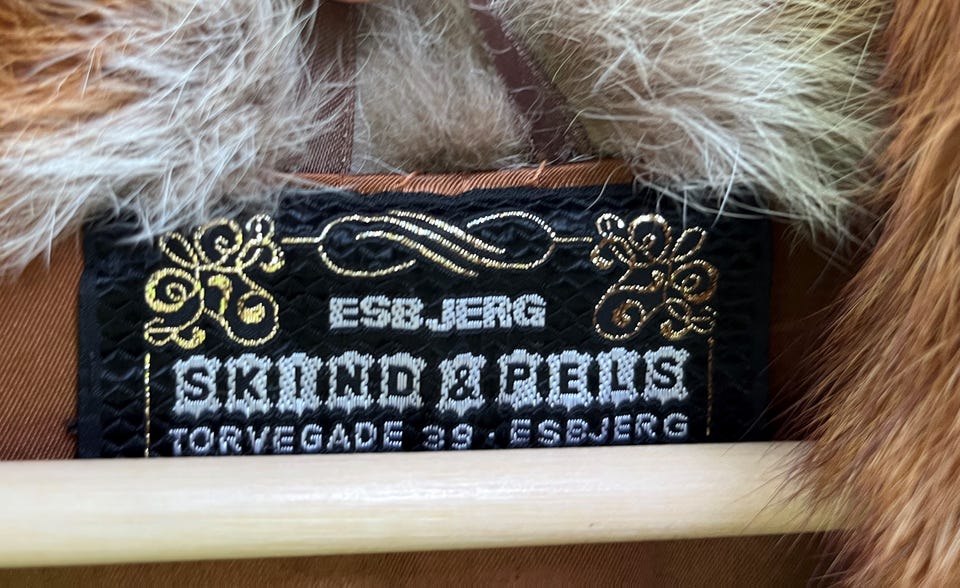 ESBJERG
SKIND & PELS
TORVEGADE 39 · ESBJERG